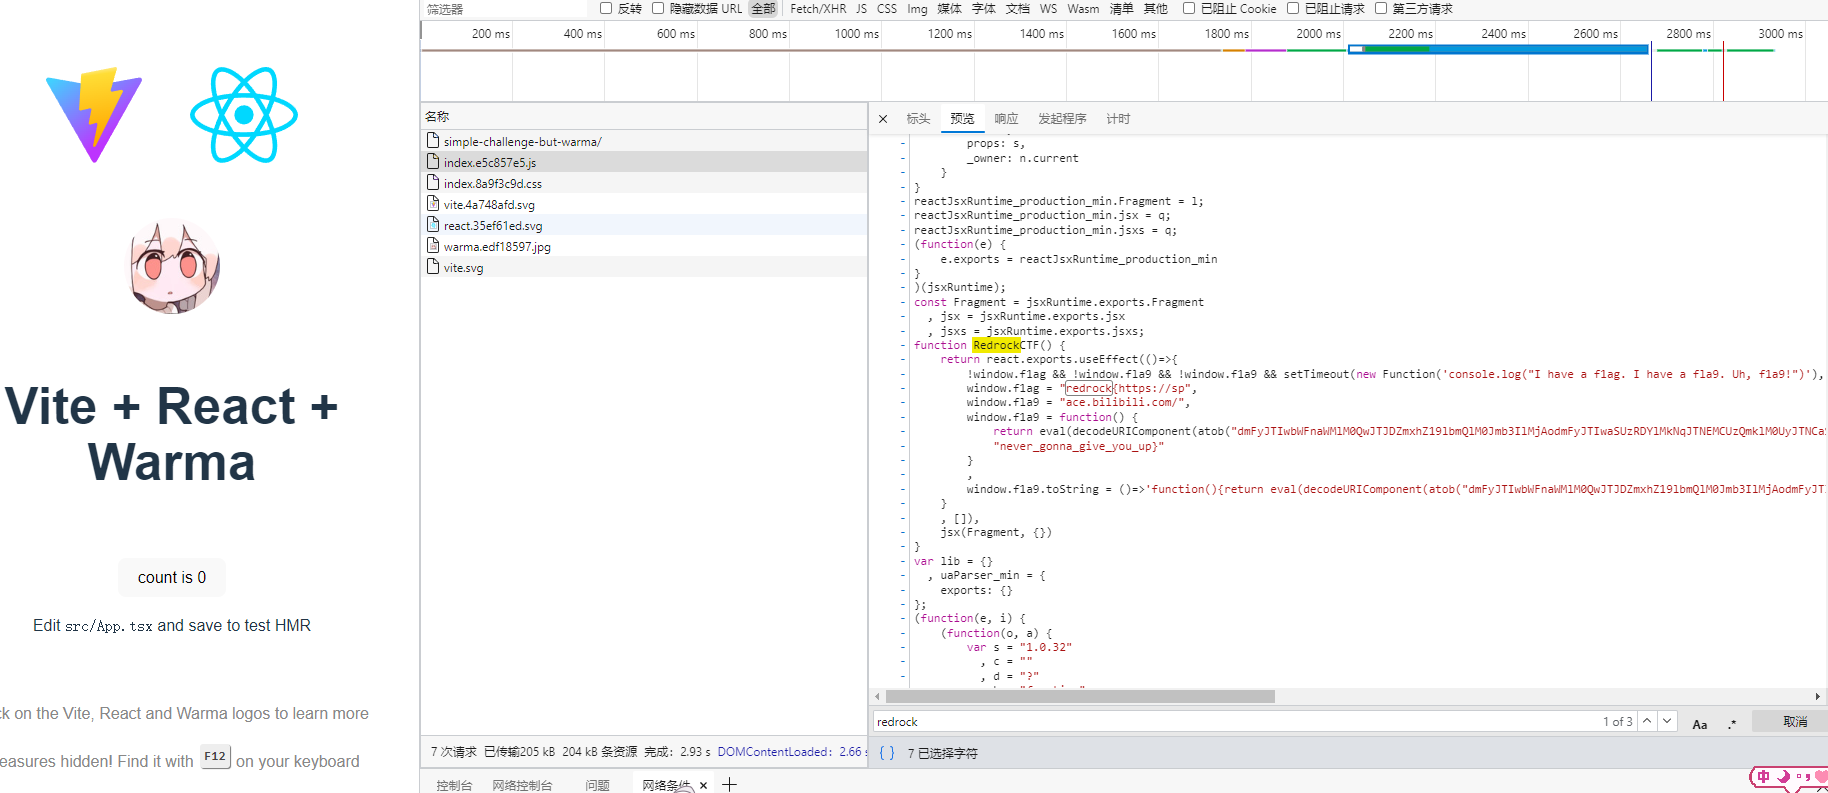 筛选器
反转 隐藏数据 URL 全部 Fetch/XHR JS CSS Img 媒体 字体 文档 WS Wasm 清单 其他 已阻止 Cookie 已阻止请求 第三方请求
200 ms 400 ms 600 ms 800 ms 1000 ms 1200 ms 1400 ms 1600 ms 1800 ms 2000 ms 2200 ms 2400 ms 2600 ms 2800 ms 3000 ms
名称
simple-challenge-but-warma/
index.e5c857e5.js
index.8a9f3c9d.css
vite.4a748afd.svg
react.35ef61ed.svg
warma.edf18597.jpg
vite.svg
标头 预览 响应 发起程序 计时
props: s,
_owner: n.current
}
}
reactJsxRuntime_production_min.Fragment = l;
reactJsxRuntime_production_min.jsx = q;
reactJsxRuntime_production_min.jsxs = q;
(function(e) {
e.exports = reactJsxRuntime_production_min
}
)(jsxRuntime);
const Fragment = jsxRuntime.exports.Fragment
, jsx = jsxRuntime.exports.jsx
, jsxs = jsxRuntime.exports.jsxs;
function RedrockCTF() {
return react.exports.useEffect(()=>{
!window.flag && !window.fla9 && !window.f1a9 && setTimeout(new Function('console.log("I have a flag. I have a fla9. Uh, f1a9!")'),
window.flag = "redrock{https://sp",
window.fla9 = "ace.bilibili.com/",
window.f1a9 = function() {
return eval(decodeURIComponent(atob("
"never_gonna_give_you_up}"
}
,
window.f1a9.toString = ()=>'function(){return eval(decodeURIComponent(atob("
}
, []),
jsx(Fragment, {})
}
var lib = {}
, uaParser_min = {
exports: {}
};
(function(e, i) {
(function(o, a) {
var s = "1.0.32"
, c = ""
, d = "?"
redrock 1 of 3 Aa .* 取消
{ } 7 已选择字符
7 次请求 已传输205 kB 204 kB 条资源 完成: 2.93 s DOMContentLoaded: 2.66 s
控制台 网络控制台 问题 网络条件
Vite + React +
Warma
count is 0
Edit src/App.tsx and save to test HMR
on the Vite, React and Warma logos to learn more
hidden! Find it with F12 on your keyboard
中